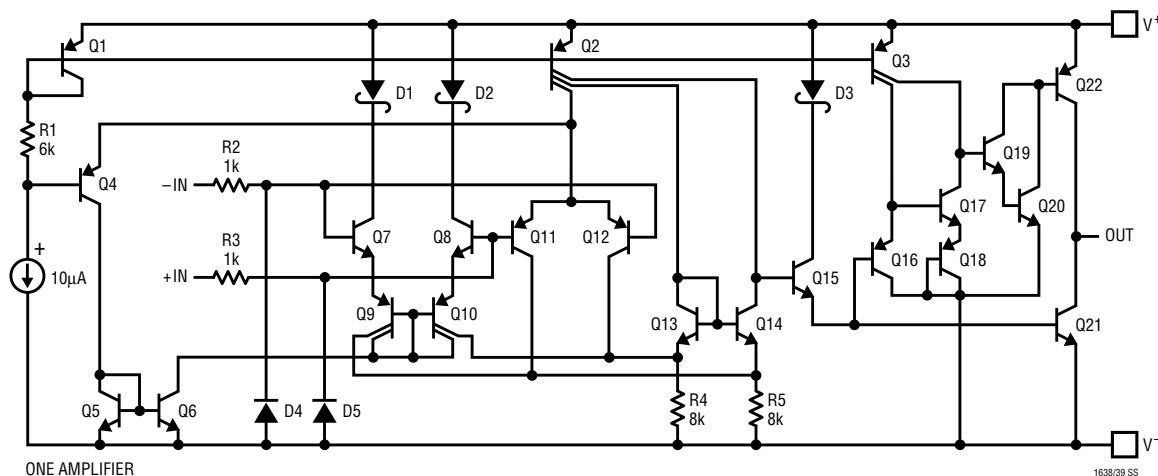 V+
Q1
Q2
Q3
Q22
D1
D2
D3
R1
6k
R2
1k
Q19
Q4
–IN
Q17
Q20
Q7
Q8
Q11
Q12
OUT
R3
1k
+
10µA
+IN
Q15
Q16
Q18
Q9
Q10
Q13
Q14
Q21
Q5
Q6
D4
D5
R4
8k
R5
8k
V–
ONE AMPLIFIER
1638/39 SS